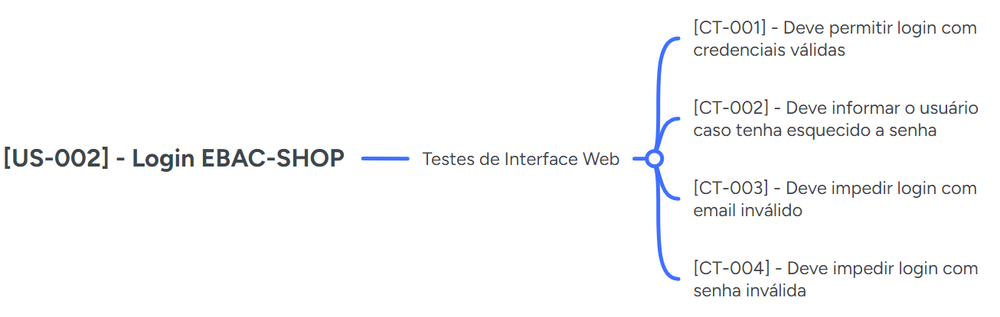 [US-002] - Login EBAC-SHOP
Testes de Interface Web
[CT-001] - Deve permitir login com
credenciais válidas
[CT-002] - Deve informar o usuário
caso tenha esquecido a senha
[CT-003] - Deve impedir login com
email inválido
[CT-004] - Deve impedir login com
senha inválida